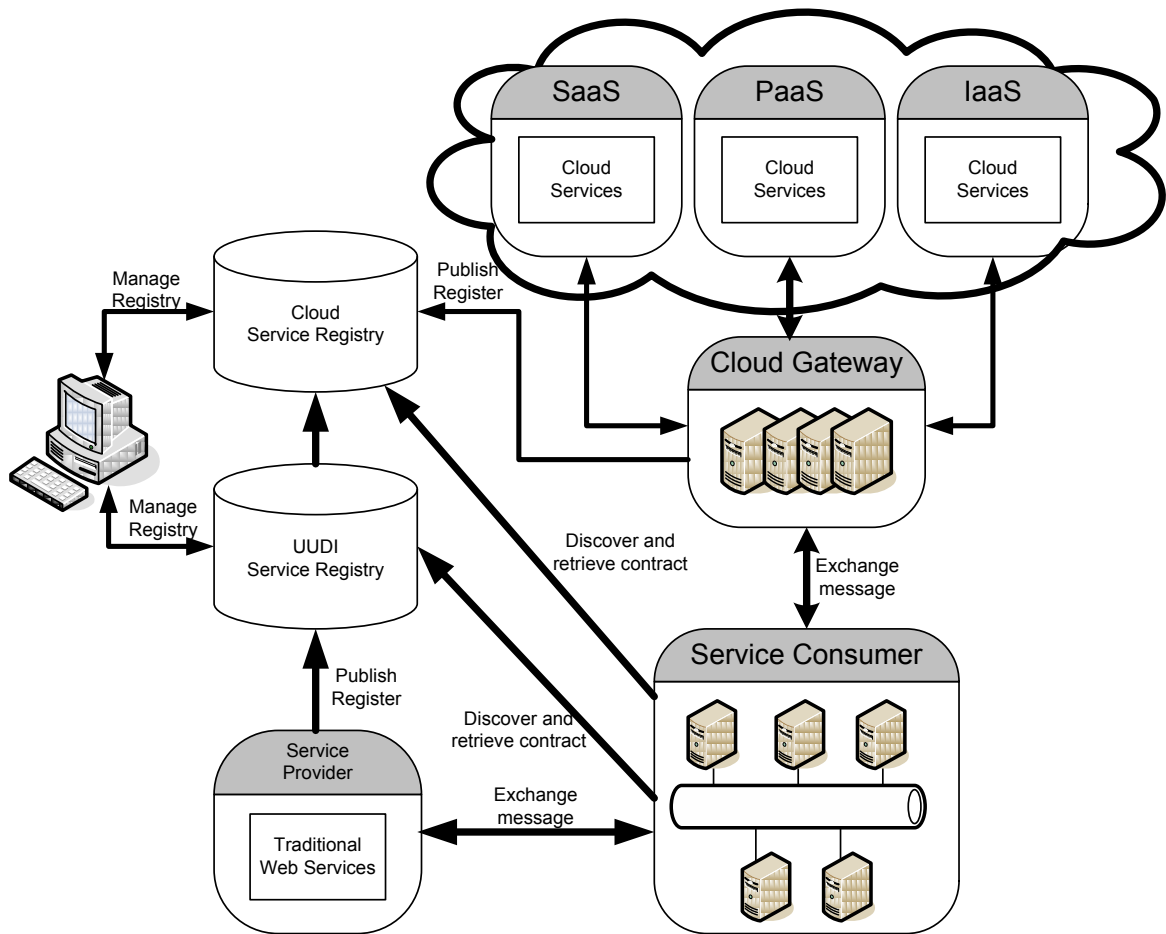 SaaS
PaaS
IaaS
Cloud
Services
Cloud
Services
Cloud
Services
Manage
Registry
Publish
Register
Cloud
Service Registry
Cloud Gateway
Manage
Registry
UUDI
Service Registry
Discover and
retrieve contract
Exchange
message
Service Consumer
Publish
Register
Discover and
retrieve contract
Service
Provider
Exchange
message
Traditional
Web Services